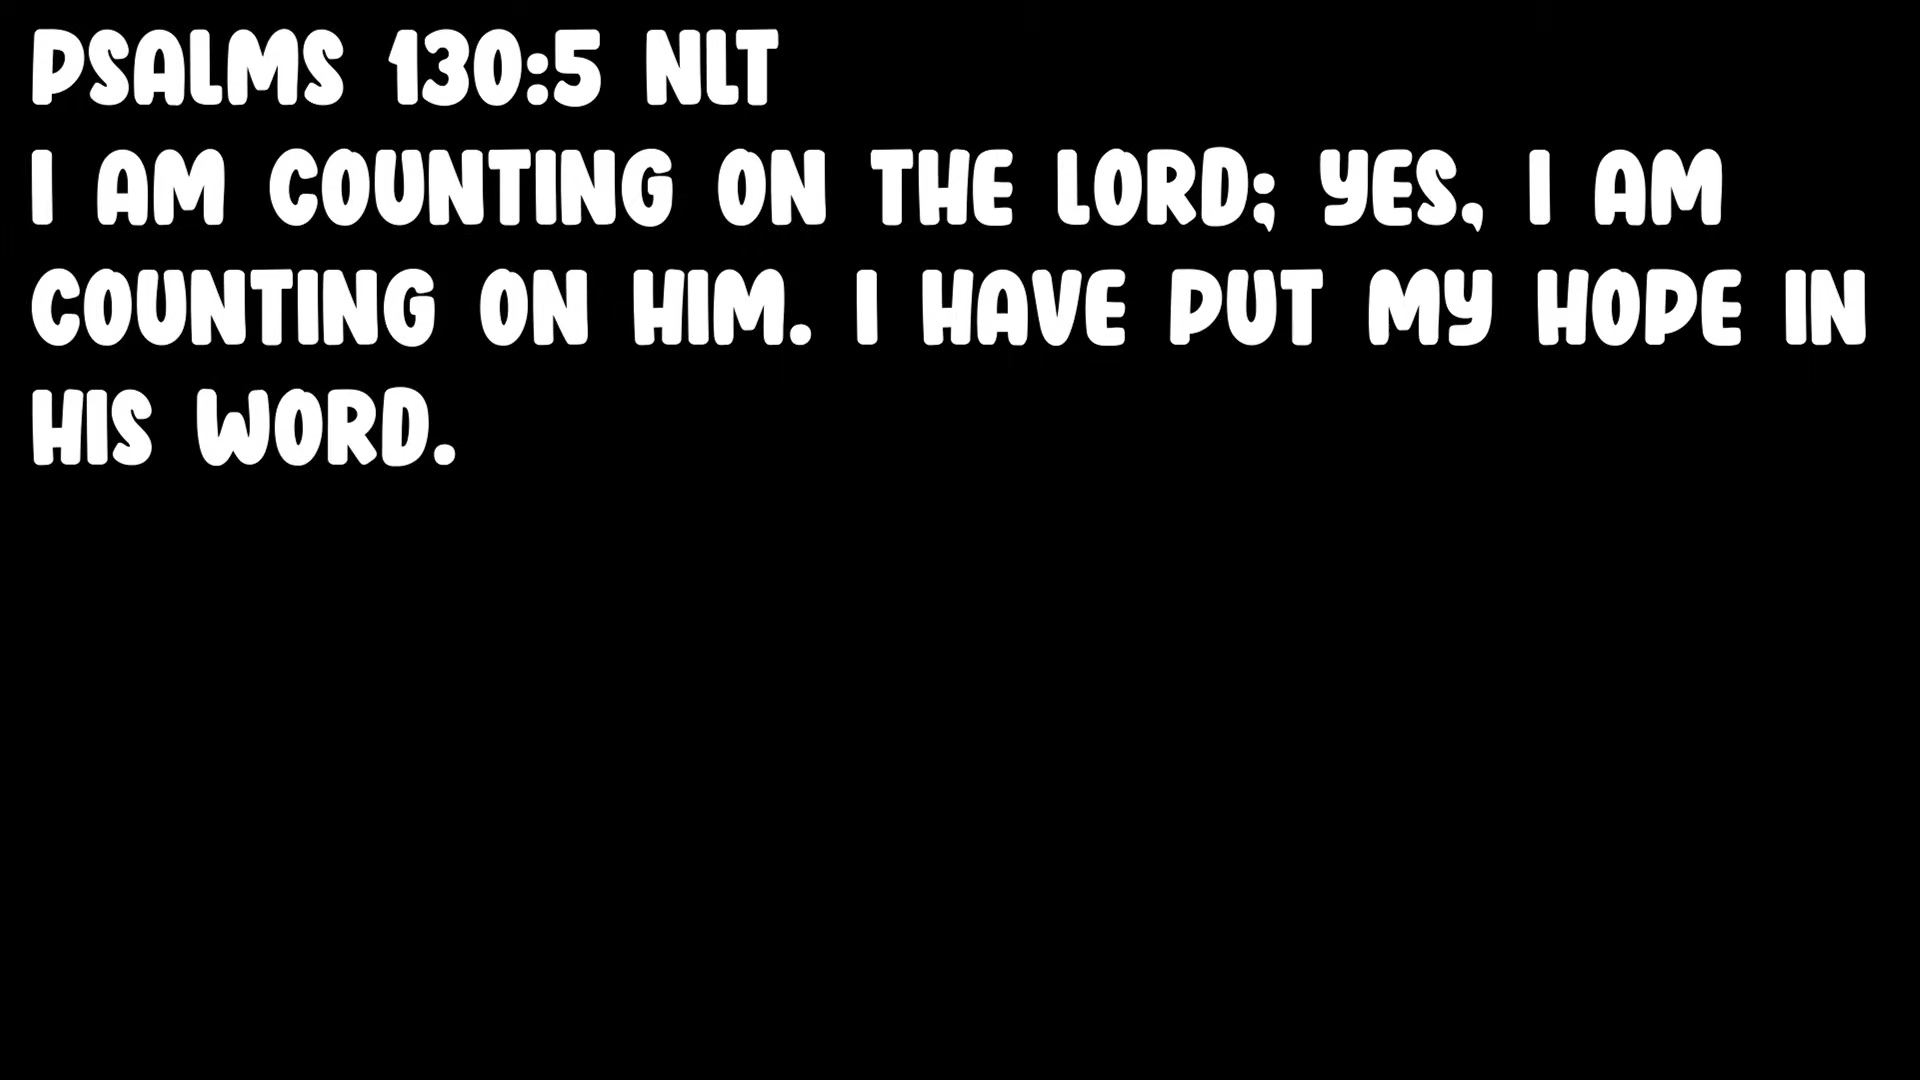 PSALMS 130:5 NLT
I AM COUNTING ON THE LORD; YES, I AM
COUNTING ON HIM. I HAVE PUT MY HOPE IN
HIS WORD.